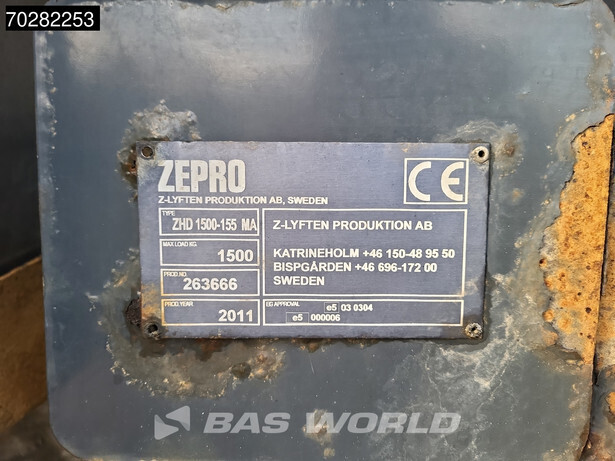 70282253
ZEPRO
CE
Z-LYFTEN PRODUKTION AB, SWEDEN
TYPE
ZHD 1500-155 MA
MAX.LOAD KG
1500
PROD.NO.
263666
PROD.YEAR
2011
Z-LYFTEN PRODUKTION AB
KATRINEHOLM +46 150-48 95 50
BISPGÅRDEN +46 696-172 00
SWEDEN
EG APPROVAL
e5 03 0304
e5 000006
BAS WORLD